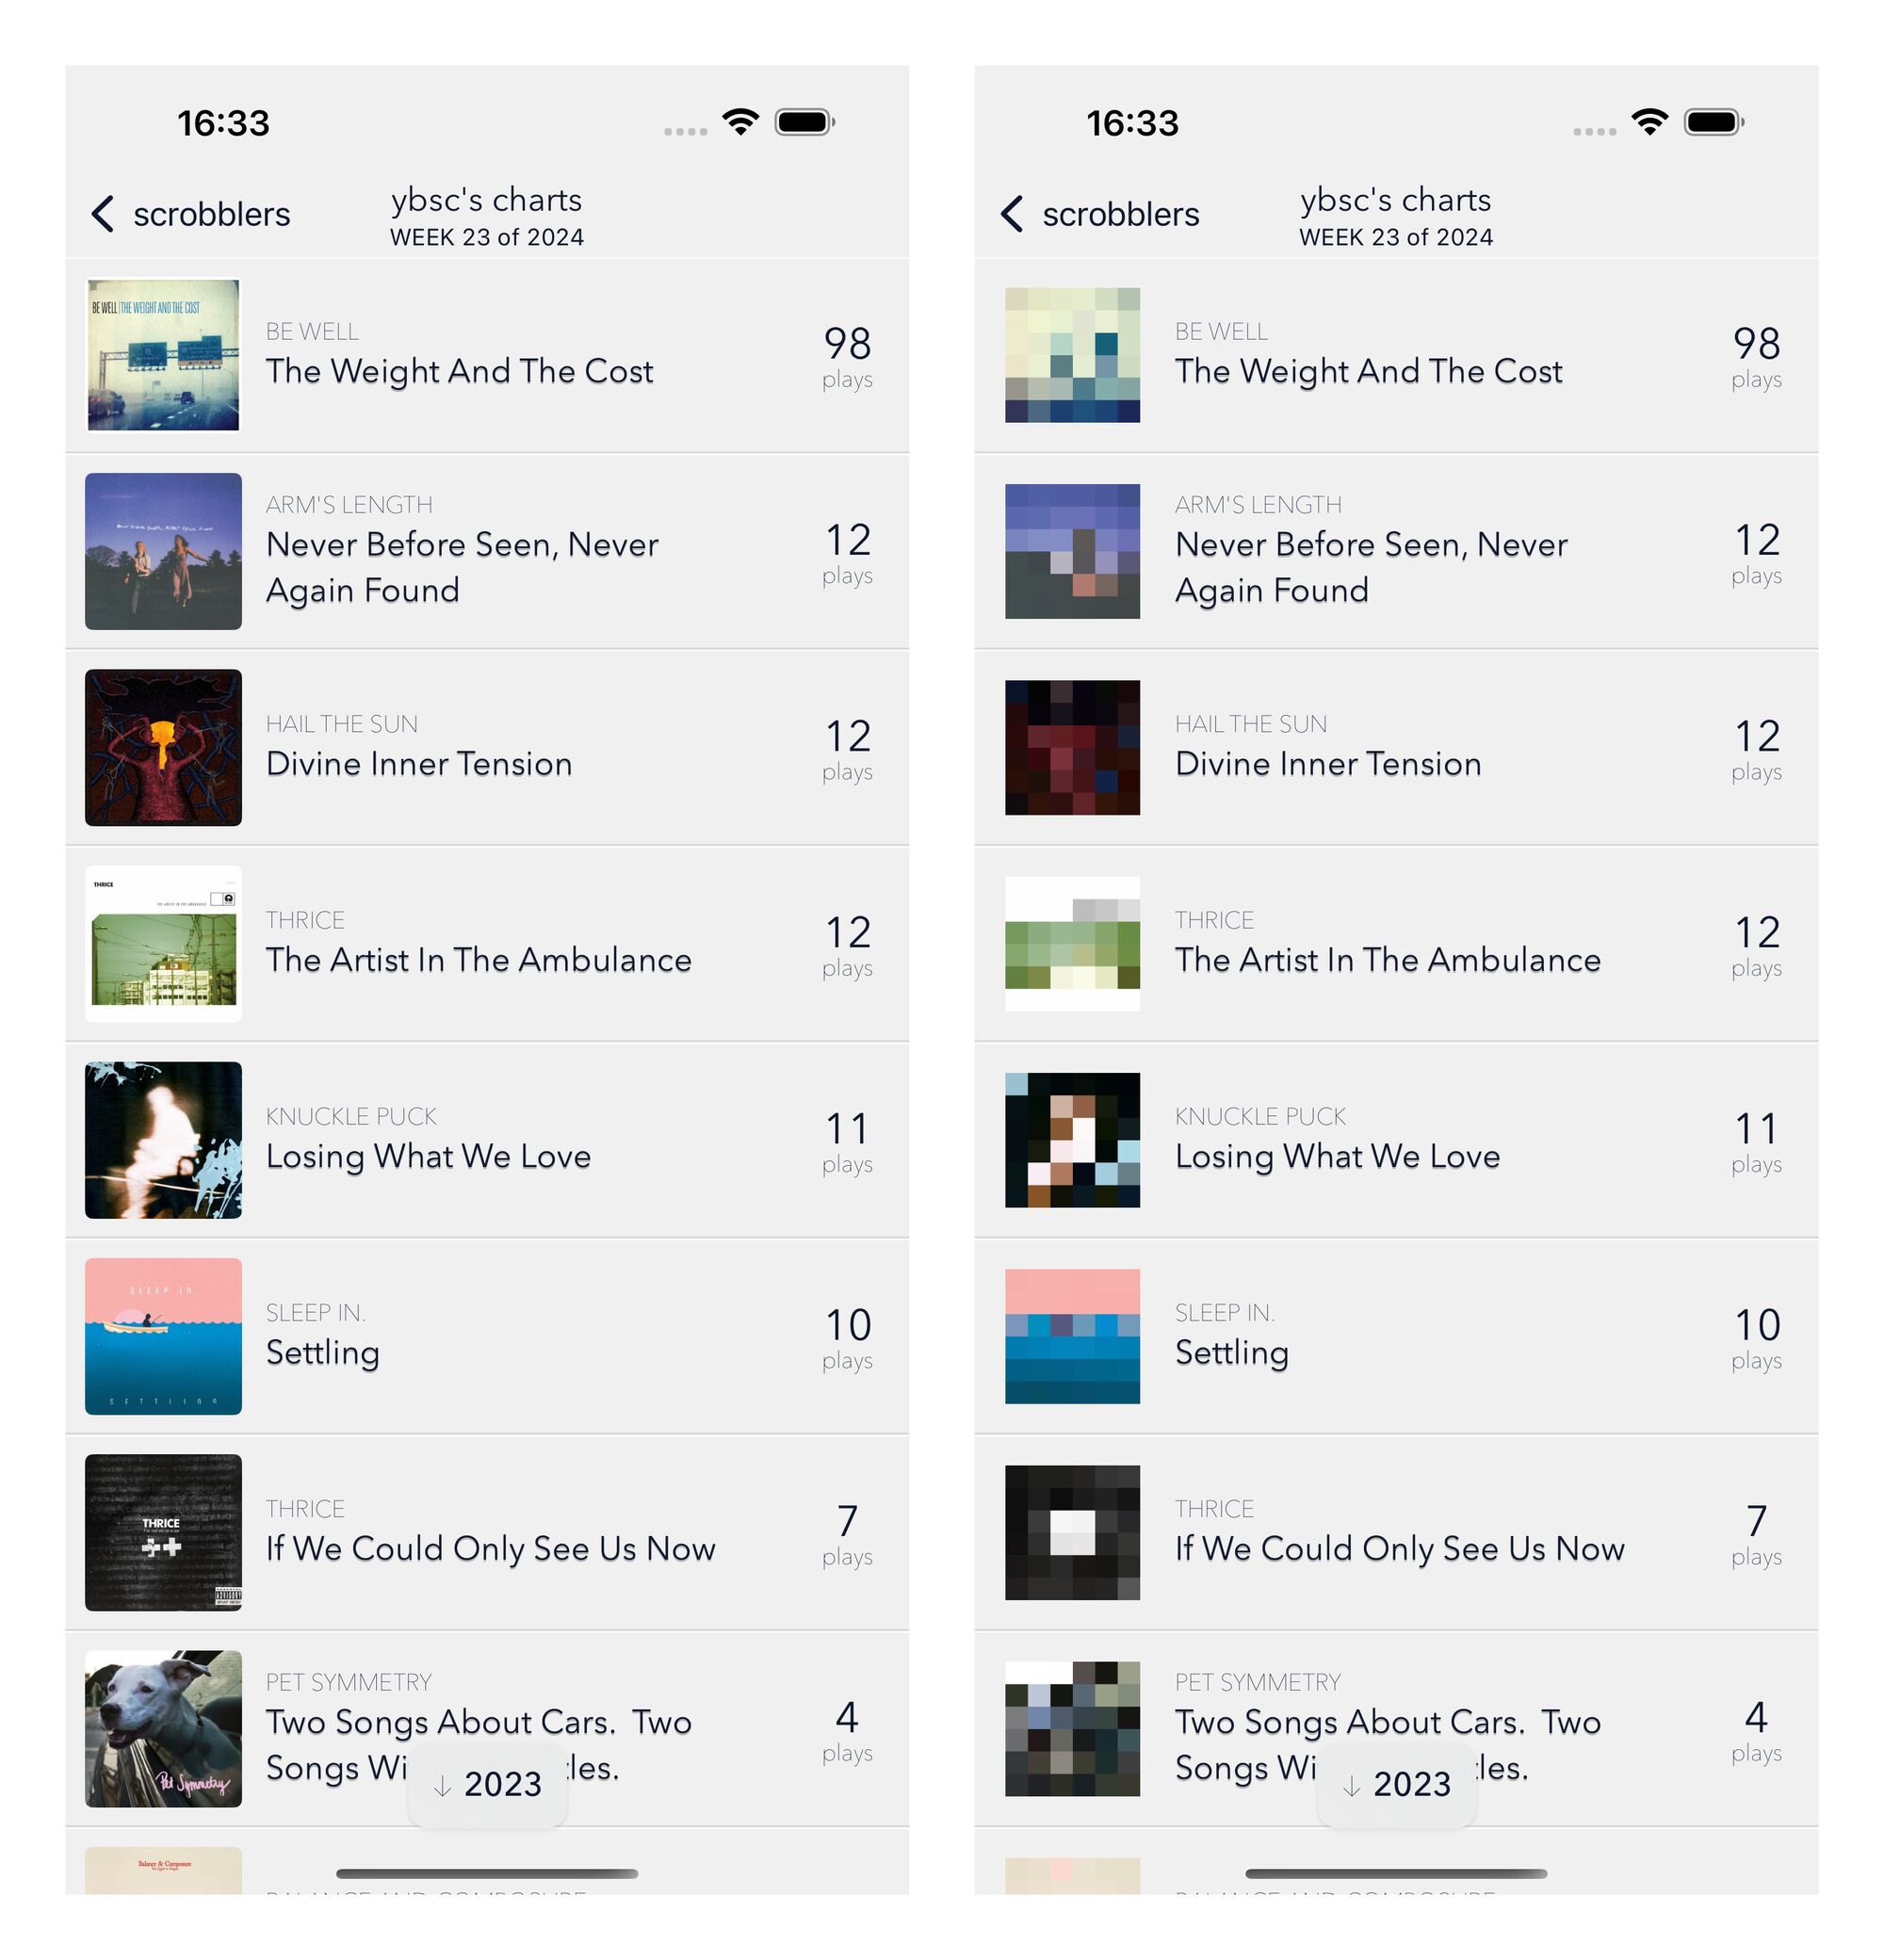 16:33
scrobblers
ybsc's charts
WEEK 23 of 2024
BE WELL THE WEIGHT AND THE COST
BE WELL
The Weight And The Cost
98
plays
ARM'S LENGTH
Never Before Seen, Never
Again Found
12
plays
HAIL THE SUN
Divine Inner Tension
12
plays
THRICE
THE ARTIST IN THE AMBULANCE
THRICE
The Artist In The Ambulance
12
plays
KNUCKLE PUCK
Losing What We Love
11
plays
SLEEP IN.
SETTLING
SLEEP IN.
Settling
10
plays
THRICE
THRICE
If We Could Only See Us Now
7
plays
Pet Symmetry
PET SYMMETRY
Two Songs About Cars. Two
Songs Wi tles.
4
plays
↓ 2023
Balance & Composure
16:33
scrobblers
ybsc's charts
WEEK 23 of 2024
BE WELL
The Weight And The Cost
98
plays
ARM'S LENGTH
Never Before Seen, Never
Again Found
12
plays
HAIL THE SUN
Divine Inner Tension
12
plays
THRICE
The Artist In The Ambulance
12
plays
KNUCKLE PUCK
Losing What We Love
11
plays
SLEEP IN.
Settling
10
plays
THRICE
If We Could Only See Us Now
7
plays
PET SYMMETRY
Two Songs About Cars. Two
Songs Wi tles.
4
plays
↓ 2023